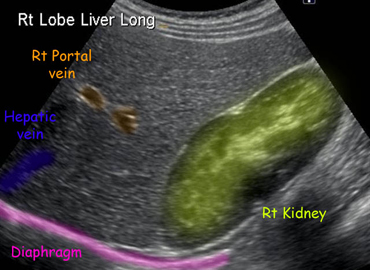 Rt Lobe Liver Long
Rt Portal
vein
Hepatic
vein
Rt Kidney
Diaphragm